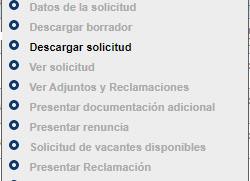 Datos de la solicitud
Descargar borrador
Descargar solicitud
Ver solicitud
Ver Adjuntos y Reclamaciones
Presentar documentación adicional
Presentar renuncia
Solicitud de vacantes disponibles
Presentar Reclamación